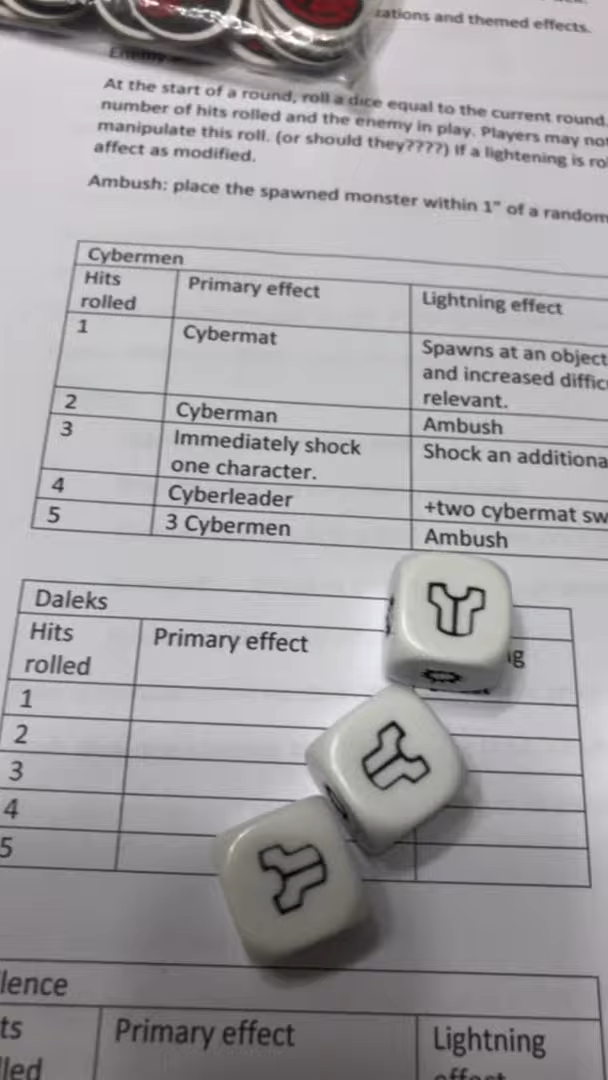 zations and themed effects.
Enemy
At the start of a round, roll a dice equal to the current round.
number of hits rolled and the enemy in play. Players may not
manipulate this roll. (or should they????) If a lightening is ro
affect as modified.
Ambush: place the spawned monster within 1" of a random
Cybermen
Hits rolled Primary effect Lightning effect
1 Cybermat Spawns at an object
and increased difficu
relevant.
2 Cyberman Ambush
3 Immediately shock Shock an additiona
one character.
4 Cyberleader +two cybermat sw
5 3 Cybermen Ambush
Daleks
Hits rolled Primary effect g
1
2
3
4
5
lence
ts Primary effect Lightning
lled effect